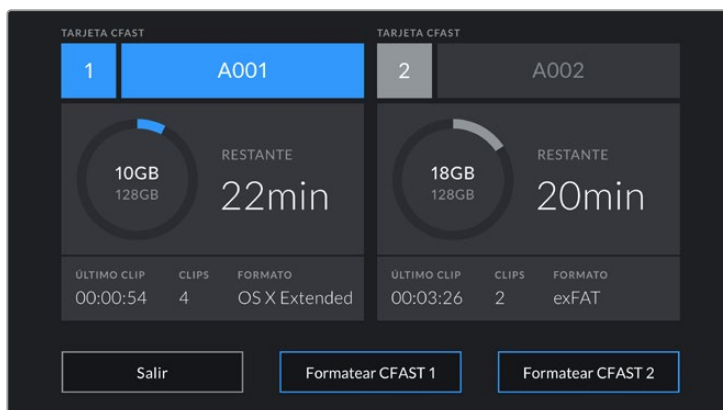 TARJETA CFAST
1 A001
10GB
128GB
RESTANTE
22min
ÚLTIMO CLIP CLIPS FORMATO
00:00:54 4 OS X Extended
TARJETA CFAST
2 A002
18GB
128GB
RESTANTE
20min
ÚLTIMO CLIP CLIPS FORMATO
00:03:26 2 exFAT
Salir
Formatear CFAST 1
Formatear CFAST 2